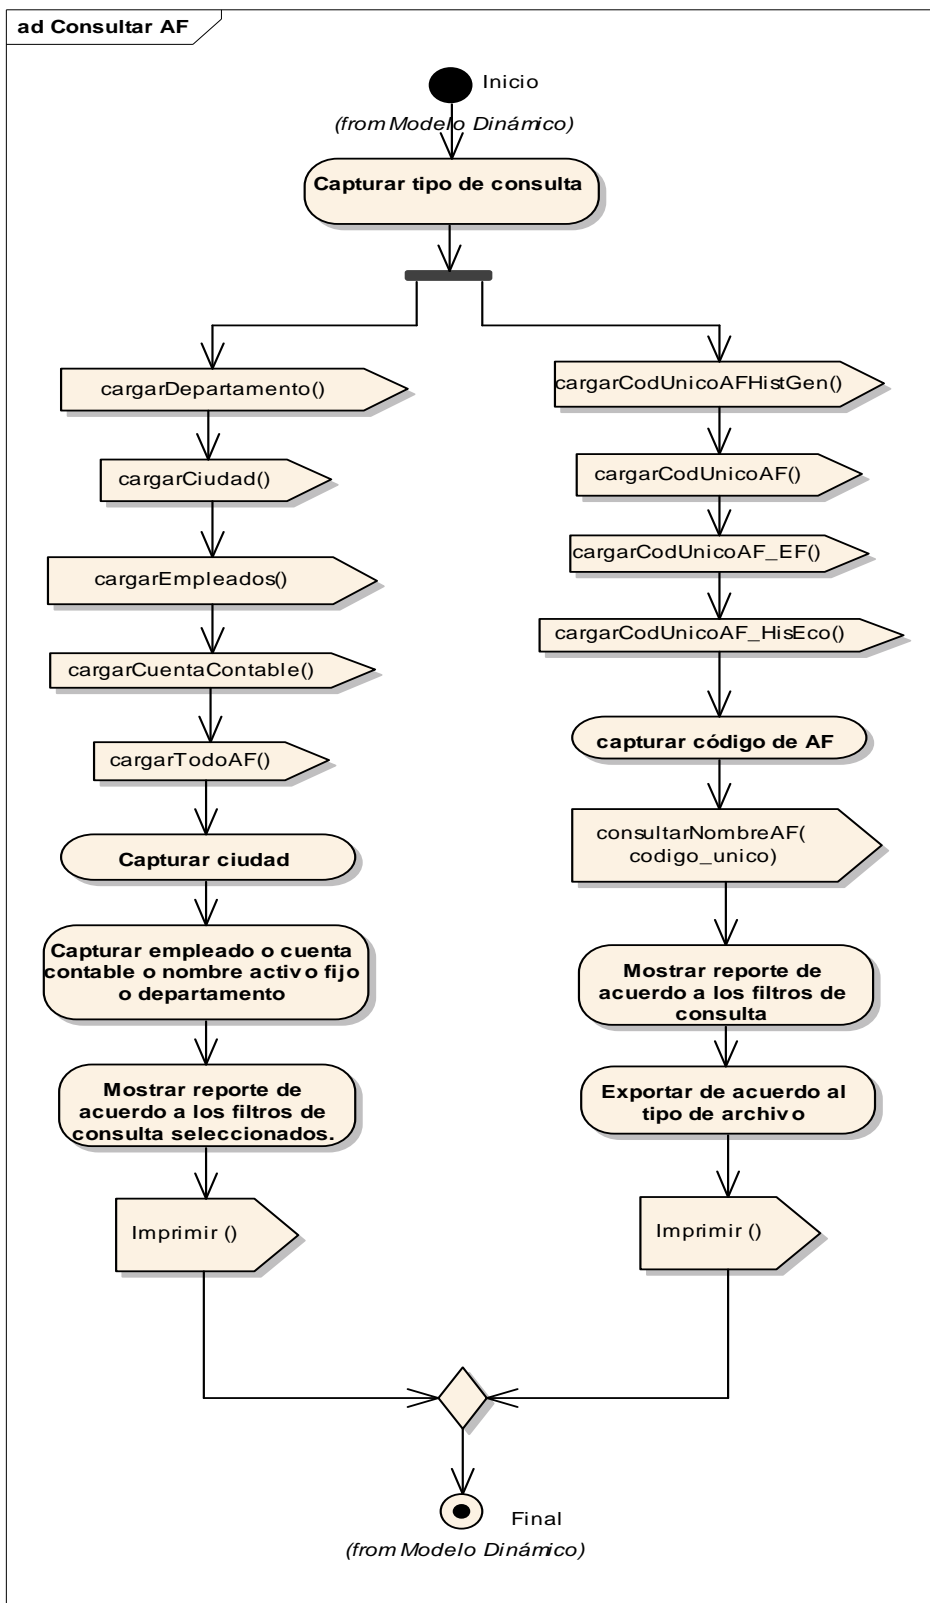 ad Consultar AF
Inicio
(from Modelo Dinámico)
Capturar tipo de consulta
cargarDepartamento()
cargarCiudad()
cargarEmpleados()
cargarCuentaContable()
cargarTodoAF()
Capturar ciudad
Capturar empleado o cuenta
contable o nombre activo fijo
o departamento
Mostrar reporte de
acuerdo a los filtros de
consulta seleccionados.
Imprimir ()
cargarCodUnicoAFHistGen()
cargarCodUnicoAF()
cargarCodUnicoAF_EF()
cargarCodUnicoAF_HisEco()
capturar código de AF
consultarNombreAF(
codigo_unico)
Mostrar reporte de
acuerdo a los filtros de
consulta
Exportar de acuerdo al
tipo de archivo
Imprimir ()
Final
(from Modelo Dinámico)